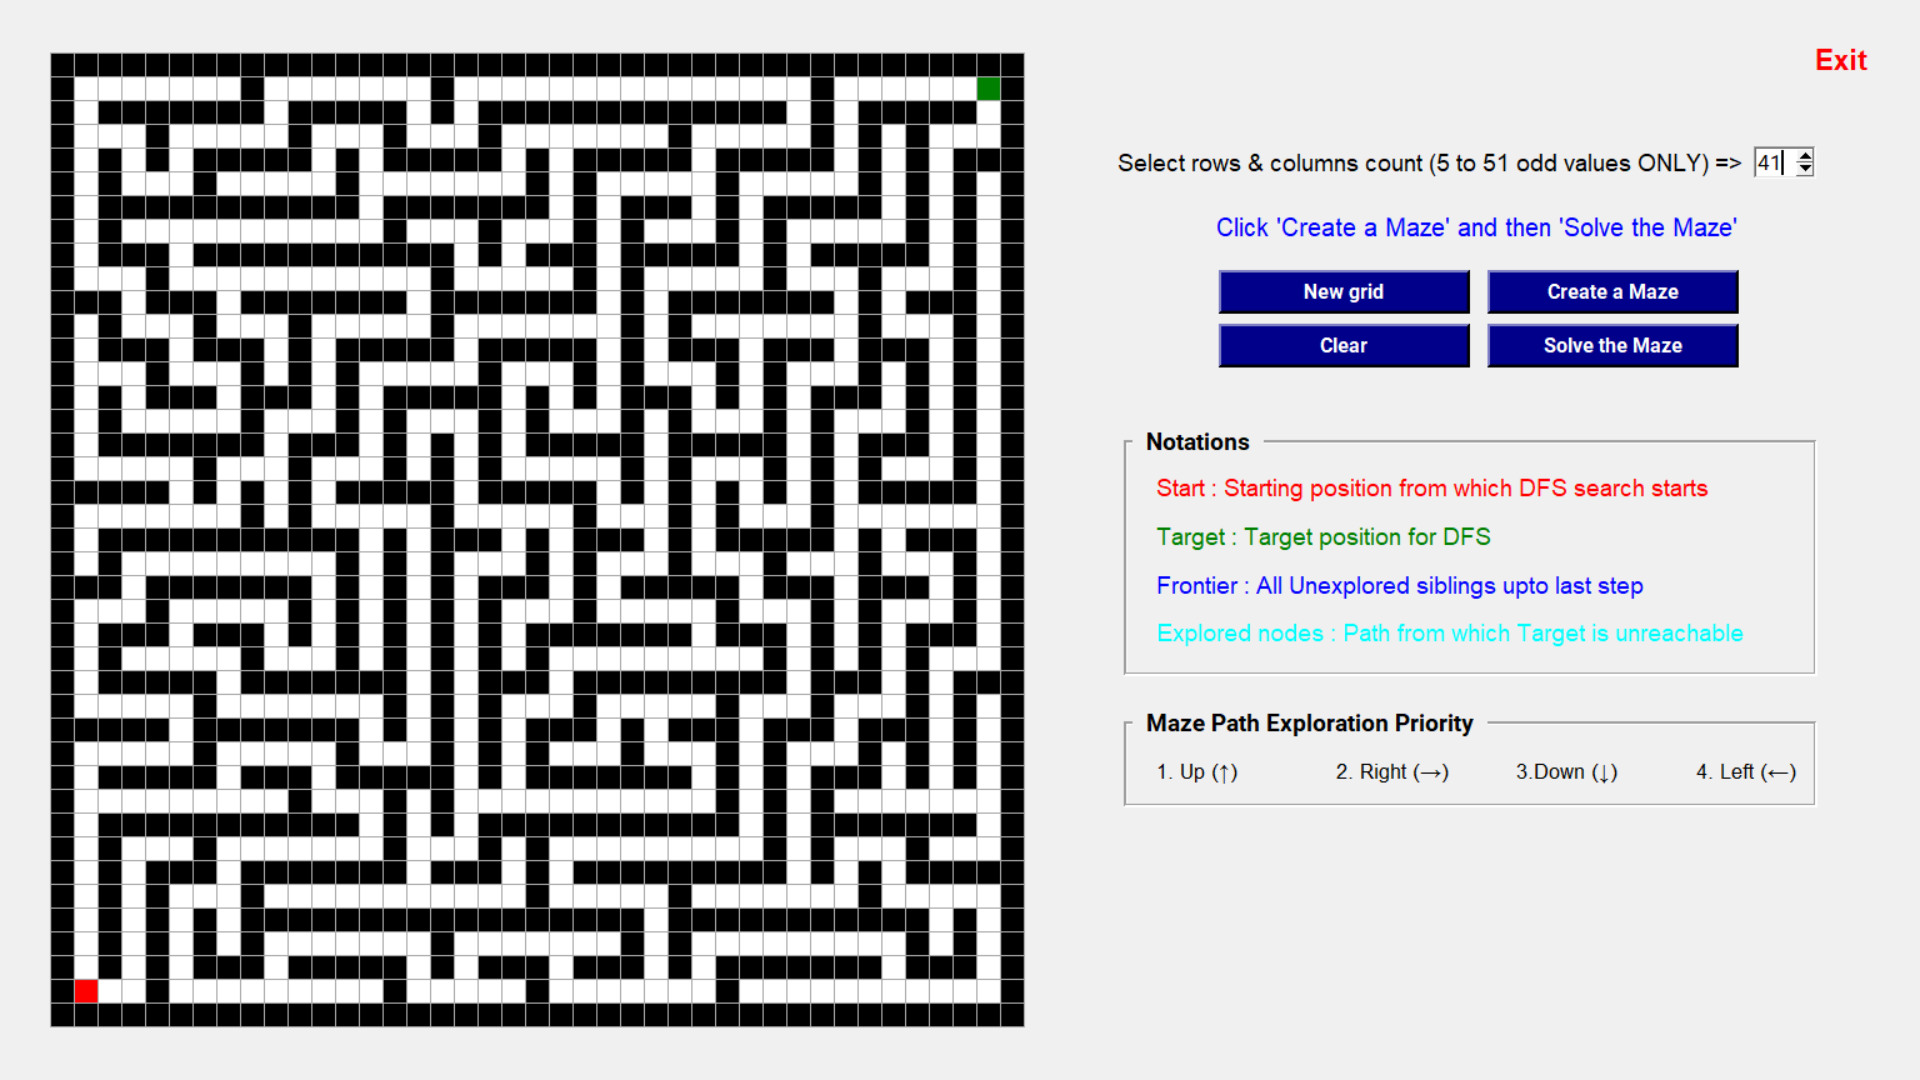 Exit
Select rows & columns count (5 to 51 odd values ONLY) => 41
Click 'Create a Maze' and then 'Solve the Maze'
New grid
Create a Maze
Clear
Solve the Maze
Notations
Start : Starting position from which DFS search starts
Target : Target position for DFS
Frontier : All Unexplored siblings upto last step
Explored nodes : Path from which Target is unreachable
Maze Path Exploration Priority
1. Up (↑) 2. Right (→) 3.Down (↓) 4. Left (←)